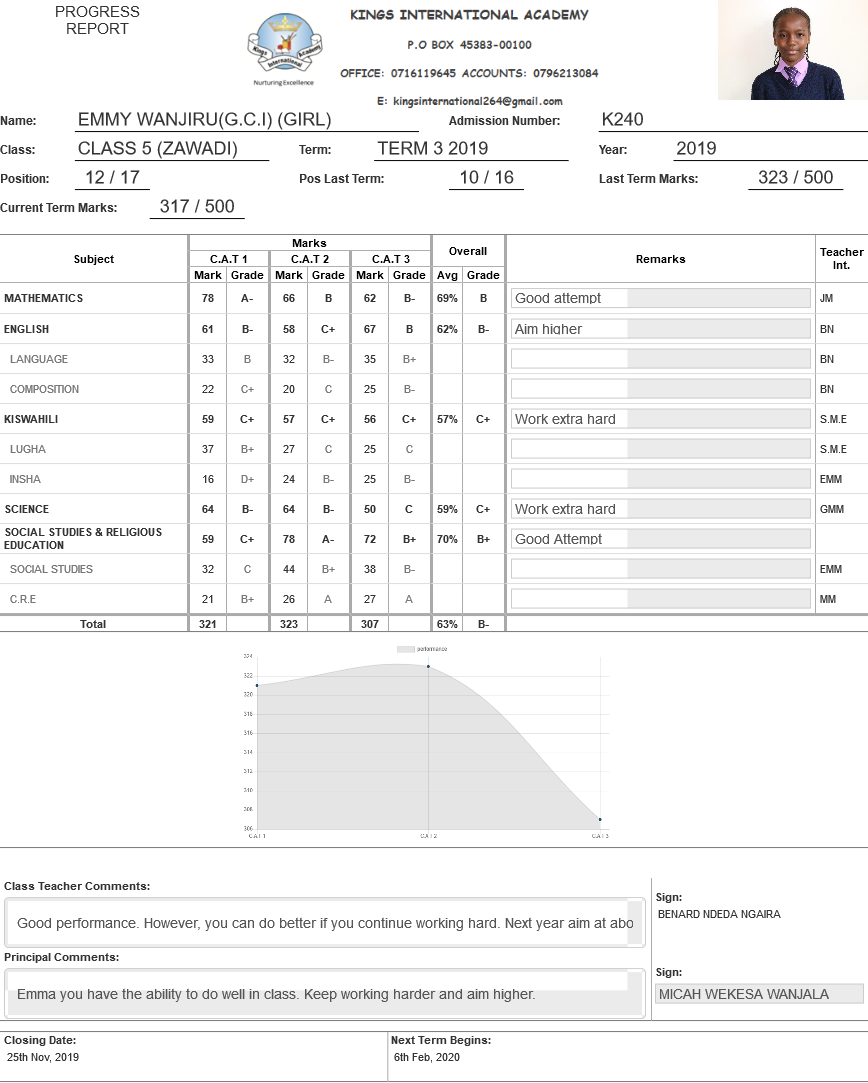 PROGRESS
REPORT
KINGS INTERNATIONAL ACADEMY
P.O BOX 45383-00100
OFFICE: 0716119645 ACCOUNTS: 0796213084
E: kingsinternational264@gmail.com
Kings International Academy
Nurturing Excellence
Name: EMMY WANJIRU(G.C.I) (GIRL) Admission Number: K240
Class: CLASS 5 (ZAWADI) Term: TERM 3 2019 Year: 2019
Position: 12 / 17 Pos Last Term: 10 / 16 Last Term Marks: 323 / 500
Current Term Marks: 317 / 500
Subject Marks Overall Remarks Teacher Int.
C.A.T 1 C.A.T 2 C.A.T 3
Mark Grade Mark Grade Mark Grade Avg Grade
MATHEMATICS 78 A- 66 B 62 B- 69% B Good attempt JM
ENGLISH 61 B- 58 C+ 67 B 62% B- Aim higher BN
LANGUAGE 33 B 32 B- 35 B+ BN
COMPOSITION 22 C+ 20 C 25 B- BN
KISWAHILI 59 C+ 57 C+ 56 C+ 57% C+ Work extra hard S.M.E
LUGHA 37 B+ 27 C 25 C S.M.E
INSHA 16 D+ 24 B- 25 B- EMM
SCIENCE 64 B- 64 B- 50 C 59% C+ Work extra hard GMM
SOCIAL STUDIES & RELIGIOUS
EDUCATION 59 C+ 78 A- 72 B+ 70% B+ Good Attempt
SOCIAL STUDIES 32 C 44 B+ 38 B- EMM
C.R.E 21 B+ 26 A 27 A MM
Total 321 323 307 63% B-
performance
324
322
320
318
316
314
312
310
308
306
C.A.T 1 C.A.T 2 C.A.T 3
Class Teacher Comments:
Good performance. However, you can do better if you continue working hard. Next year aim at abo
Sign:
BENARD NDEDA NGAIRA
Principal Comments:
Emma you have the ability to do well in class. Keep working harder and aim higher.
Sign:
MICAH WEKESA WANJALA
Closing Date: Next Term Begins:
25th Nov, 2019 6th Feb, 2020